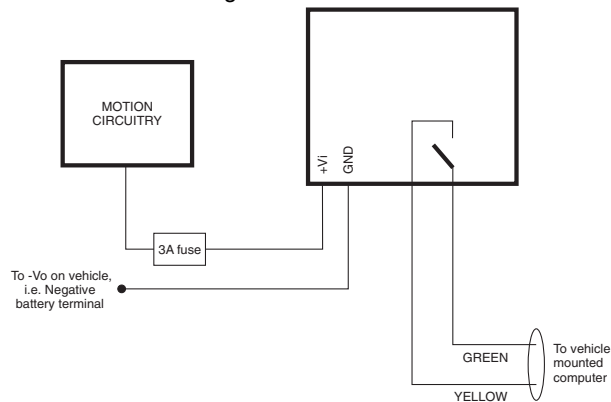 MOTION
CIRCUITRY
+Vi
GND
3A fuse
To -Vo on vehicle,
i.e. Negative
battery terminal
GREEN
YELLOW
To vehicle
mounted
computer